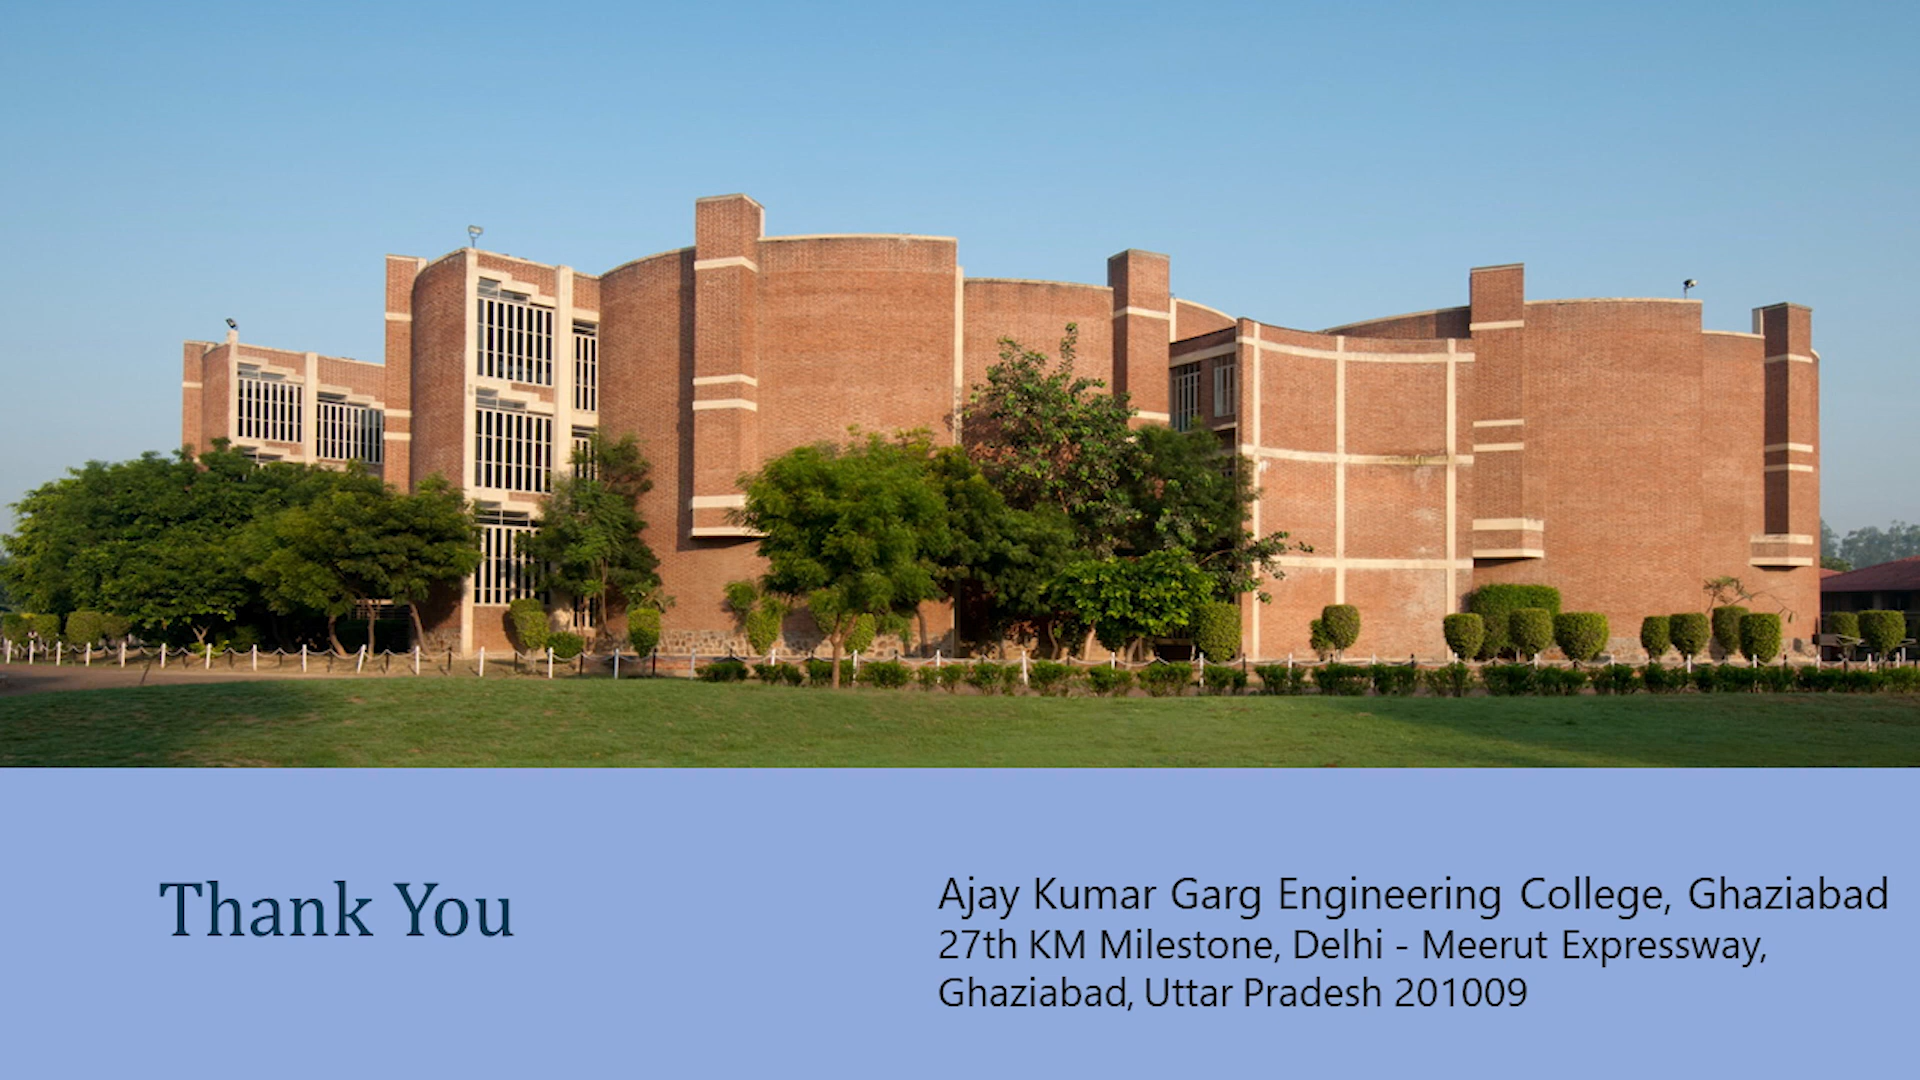 Thank You
Ajay Kumar Garg Engineering College, Ghaziabad
27th KM Milestone, Delhi - Meerut Expressway,
Ghaziabad, Uttar Pradesh 201009